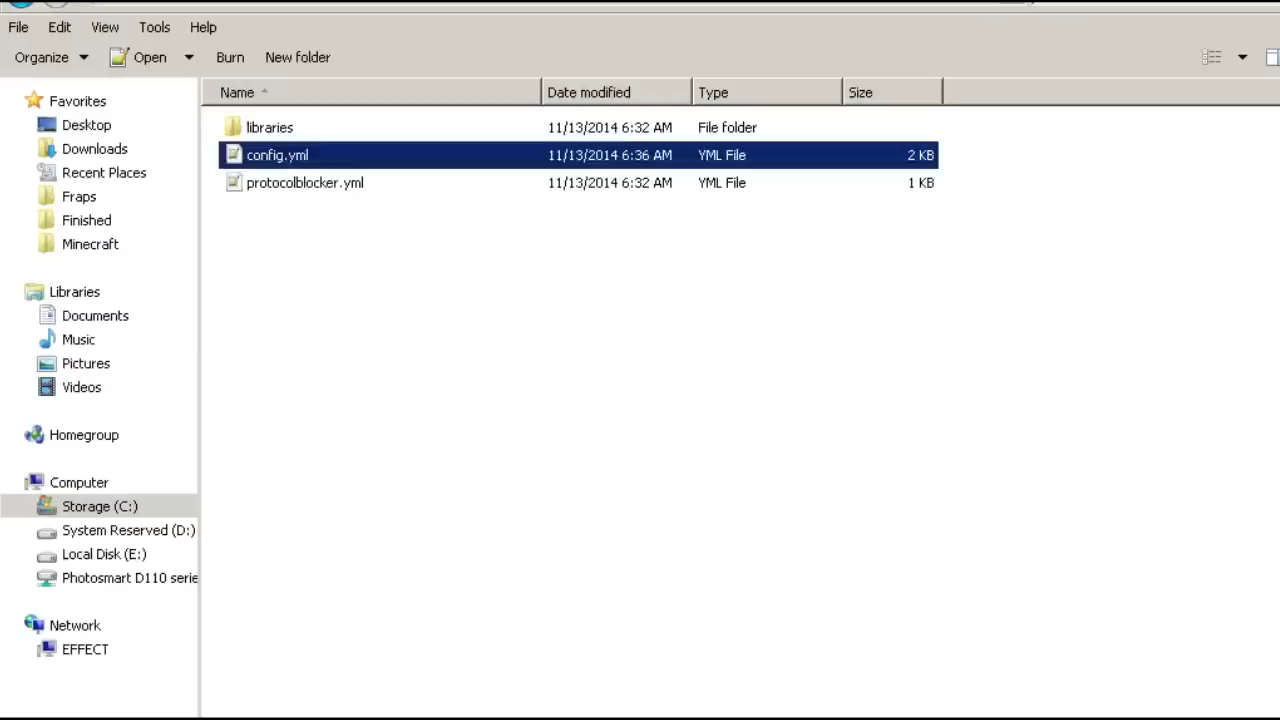 File Edit View Tools Help
Organize Open Burn New folder
Name Date modified Type Size
Favorites
Desktop
Downloads
Recent Places
Fraps
Finished
Minecraft
Libraries
Documents
Music
Pictures
Videos
Homegroup
Computer
Storage (C:)
System Reserved (D:)
Local Disk (E:)
Photosmart D110 serie
Network
EFFECT
libraries 11/13/2014 6:32 AM File folder
config.yml 11/13/2014 6:36 AM YML File 2 KB
protocolblocker.yml 11/13/2014 6:32 AM YML File 1 KB